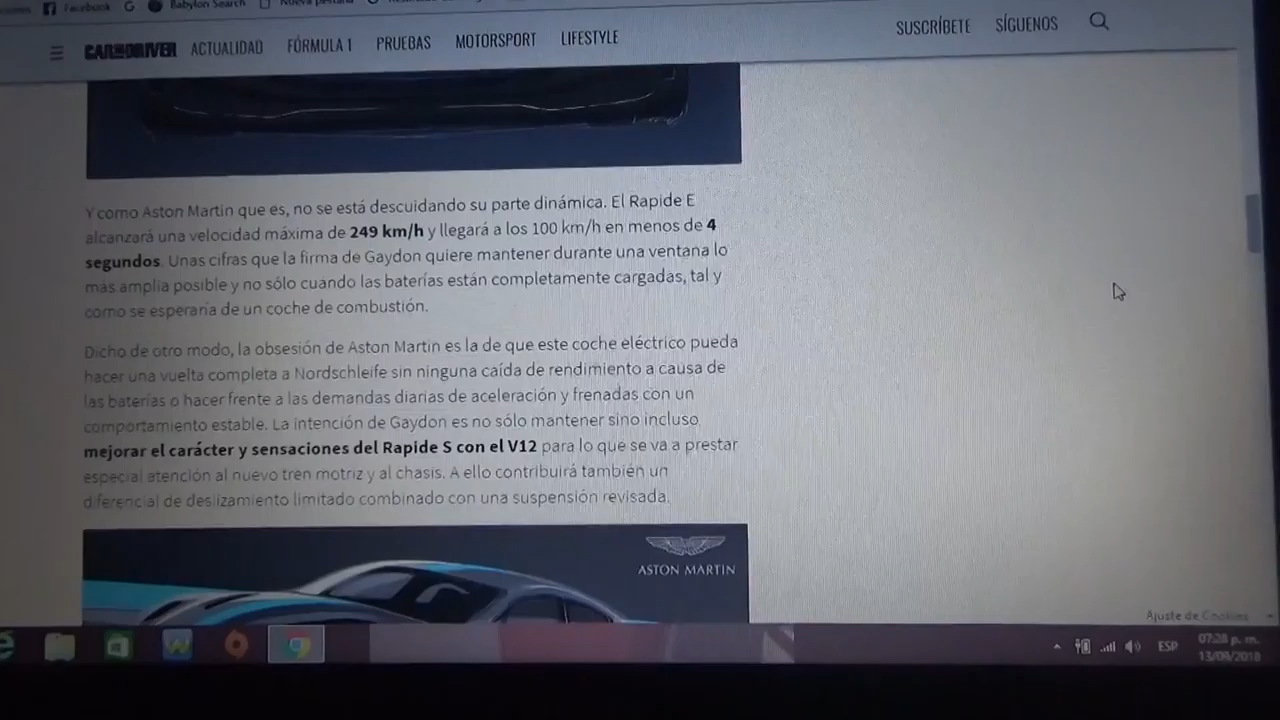 Facebook
Babylon Search
CAR AND DRIVER ACTUALIDAD FÓRMULA 1 PRUEBAS MOTORSPORT LIFESTYLE SUSCRÍBETE SÍGUENOS
Y como Aston Martin que es, no se está descuidando su parte dinámica. El Rapide E
alcanzará una velocidad máxima de 249 km/h y llegará a los 100 km/h en menos de 4
segundos. Unas cifras que la firma de Gaydon quiere mantener durante una ventana lo
más amplia posible y no sólo cuando las baterías están completamente cargadas, tal y
como se esperaría de un coche de combustión.
Dicho de otro modo, la obsesión de Aston Martin es la de que este coche eléctrico pueda
hacer una vuelta completa a Nordschleife sin ninguna caída de rendimiento a causa de
las baterías o hacer frente a las demandas diarias de aceleración y frenadas con un
comportamiento estable. La intención de Gaydon es no sólo mantener sino incluso
mejorar el carácter y sensaciones del Rapide S con el V12 para lo que se va a prestar
especial atención al nuevo tren motriz y al chasis. A ello contribuirá también un
diferencial de deslizamiento limitado combinado con una suspensión revisada.
ASTON MARTIN
Ajuste de Cookies
ESP
07:28 p. m.
13/09/2018